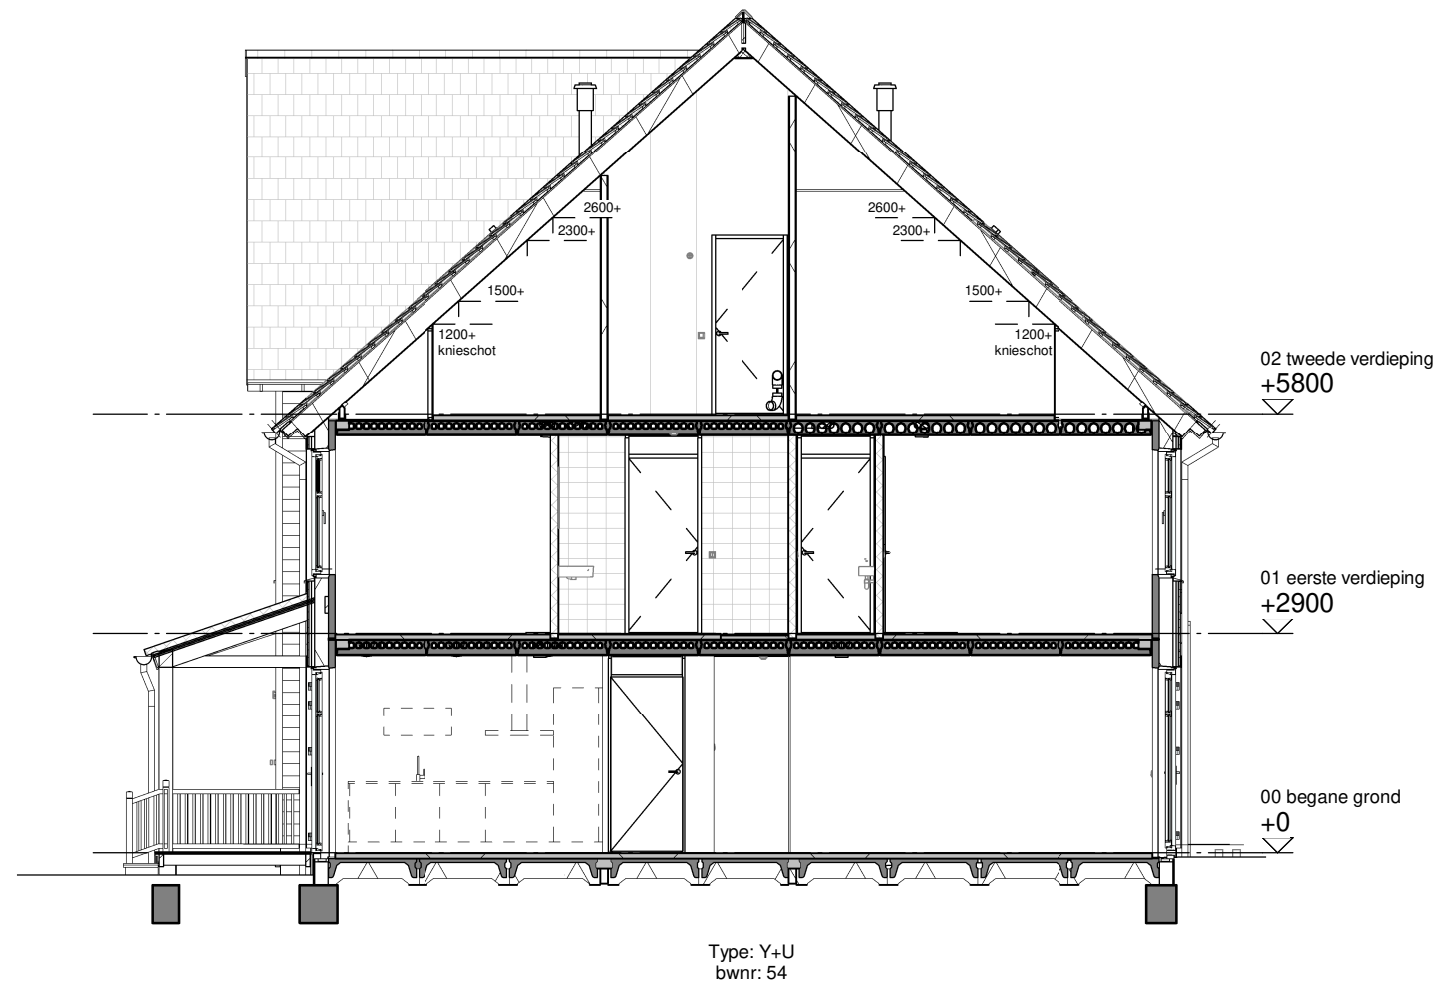 2600+
2600+
2300+
2300+
1500+
1500+
1200+
knieschot
1200+
knieschot
02 tweede verdieping
+5800
01 eerste verdieping
+2900
00 begane grond
+0
Type: Y+U
bwnr: 54